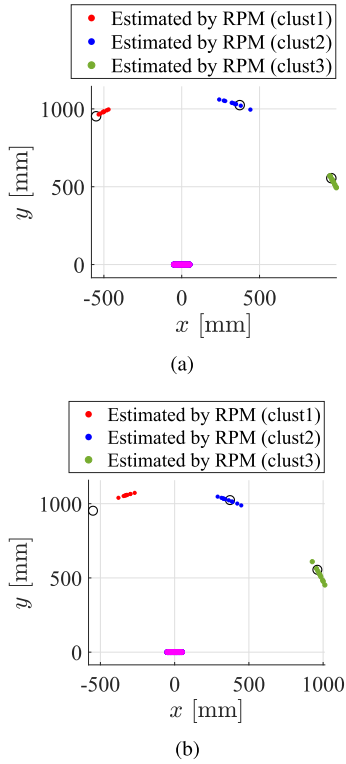 Estimated by RPM (clust1)
Estimated by RPM (clust2)
Estimated by RPM (clust3)
1000
500
0
y [mm]
-500 0 500
x [mm]
(a)
Estimated by RPM (clust1)
Estimated by RPM (clust2)
Estimated by RPM (clust3)
1000
500
0
y [mm]
-500 0 500 1000
x [mm]
(b)